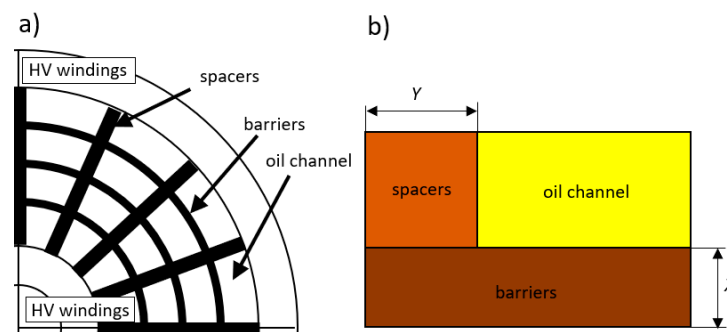 a)
HV windings
spacers
barriers
oil channel
HV windings
b)
Y
spacers
oil channel
barriers